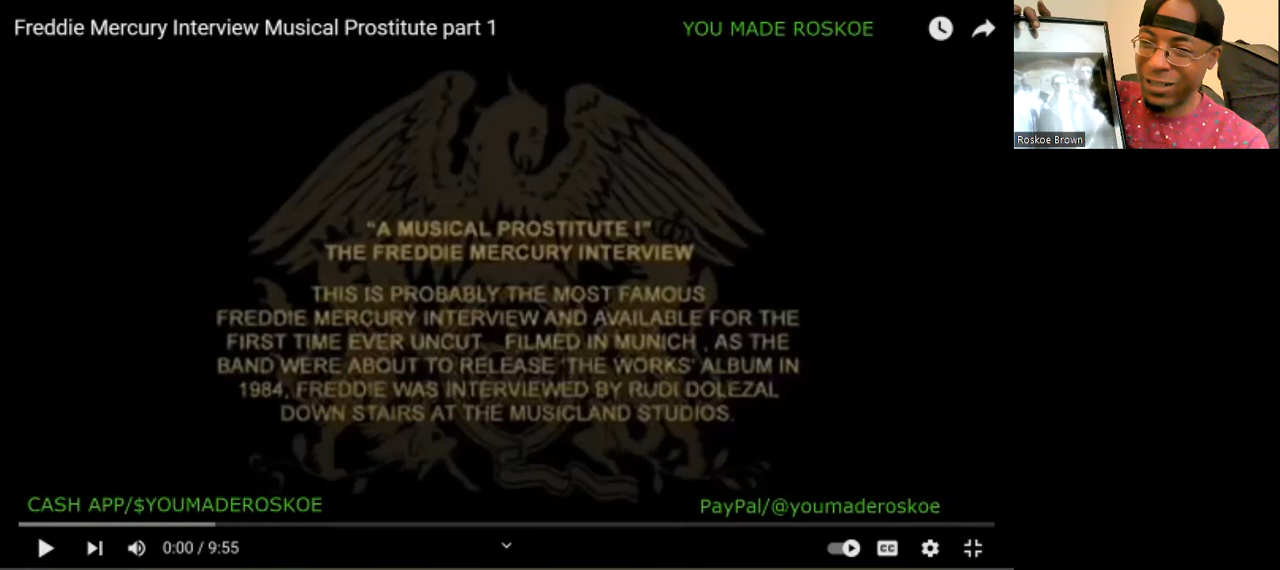 Freddie Mercury Interview Musical Prostitute part 1
YOU MADE ROSKOE
Roskoe Brown
"A MUSICAL PROSTITUTE !"
THE FREDDIE MERCURY INTERVIEW
THIS IS PROBABLY THE MOST FAMOUS
FREDDIE MERCURY INTERVIEW AND AVAILABLE FOR THE
FIRST TIME EVER UNCUT . FILMED IN MUNICH , AS THE
BAND WERE ABOUT TO RELEASE 'THE WORKS' ALBUM IN
1984, FREDDIE WAS INTERVIEWED BY RUDI DOLEZAL
DOWN STAIRS AT THE MUSICLAND STUDIOS.
CASH APP/$YOUMADEROSKOE
PayPal/@youmaderoskoe
0:00 / 9:55
CC